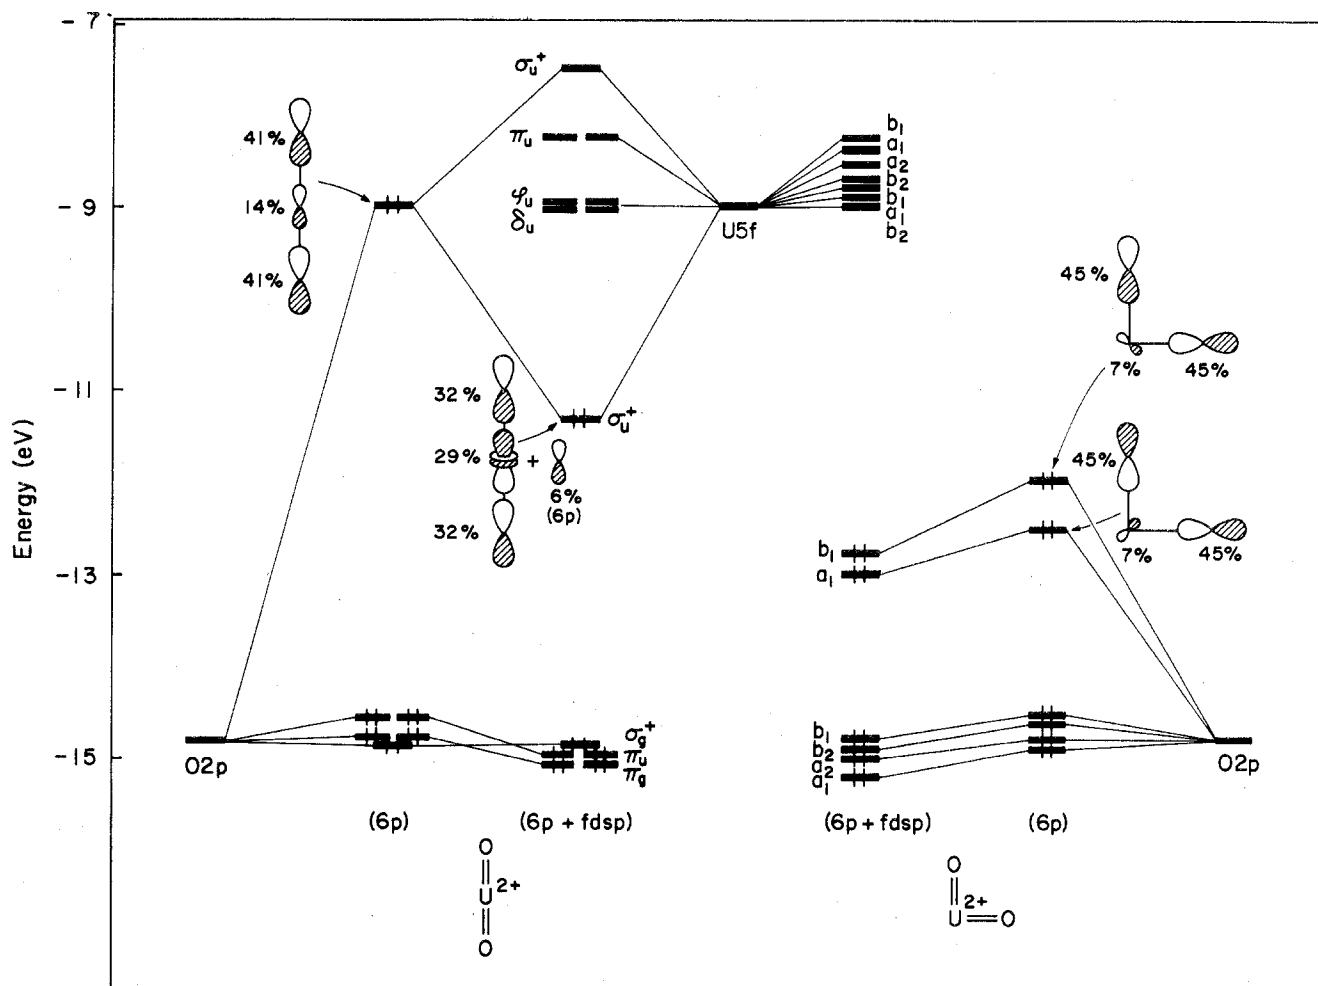 -7
-9
-11
-13
-15
Energy (eV)
41%
14%
41%
σu+
πu
φu
δu
U5f
b1
a1
a2
b2
b1
a1
b2
32%
29%
+
6%
(6p)
32%
σu+
45%
7%
45%
45%
7%
45%
b1
a1
O2p
σg+
πu
πg
b1
b2
a2
a1
O2p
(6p)
(6p + fdsp)
(6p + fdsp)
(6p)
O
U 2+
O
O
2+
U O